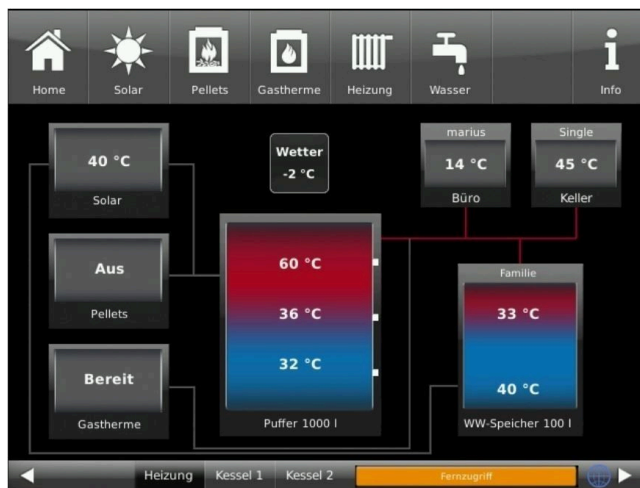 Home
Solar
Pellets
Gastherme
Heizung
Wasser
Info
40 °C
Solar
Wetter
-2 °C
marius
14 °C
Büro
Single
45 °C
Keller
Aus
Pellets
60 °C
36 °C
32 °C
Puffer 1000 l
Familie
33 °C
40 °C
WW-Speicher 100 l
Bereit
Gastherme
Heizung
Kessel 1
Kessel 2
Fernzugriff